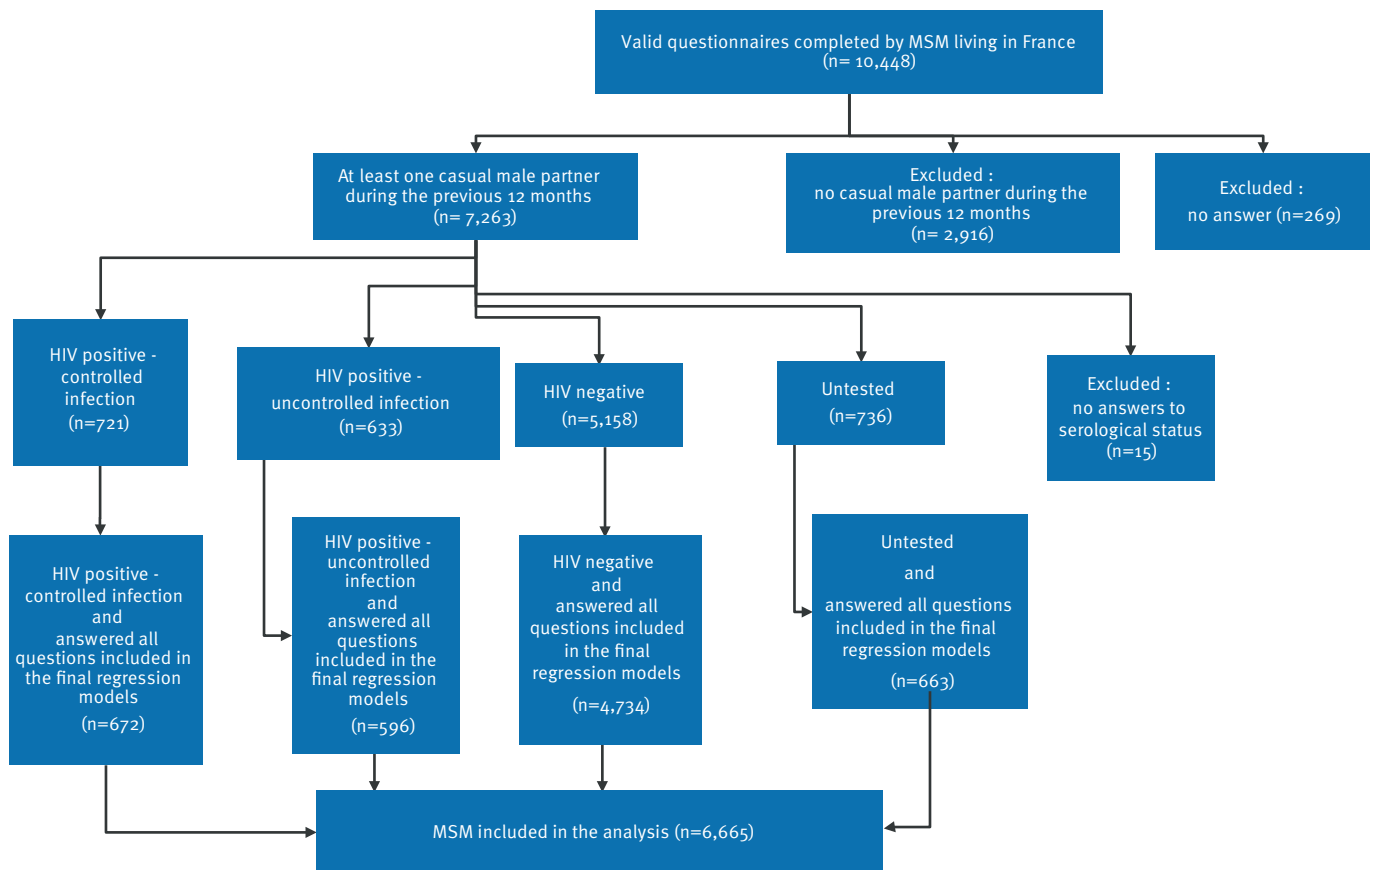 Valid questionnaires completed by MSM living in France
(n= 10,448)
At least one casual male partner
during the previous 12 months
(n= 7,263)
Excluded :
no casual male partner during the
previous 12 months
(n= 2,916)
Excluded :
no answer (n=269)
HIV positive -
controlled
infection
(n=721)
HIV positive -
uncontrolled infection
(n=633)
HIV negative
(n=5,158)
Untested
(n=736)
Excluded :
no answers to
serological status
(n=15)
HIV positive -
controlled infection
and
answered all
questions included in
the final regression
models
(n=672)
HIV positive -
uncontrolled
infection
and
answered all
questions
included in the
final regression
models
(n=596)
HIV negative
and
answered all
questions included
in the final
regression models
(n=4,734)
Untested
and
answered all questions
included in the final
regression models
(n=663)
MSM included in the analysis (n=6,665)